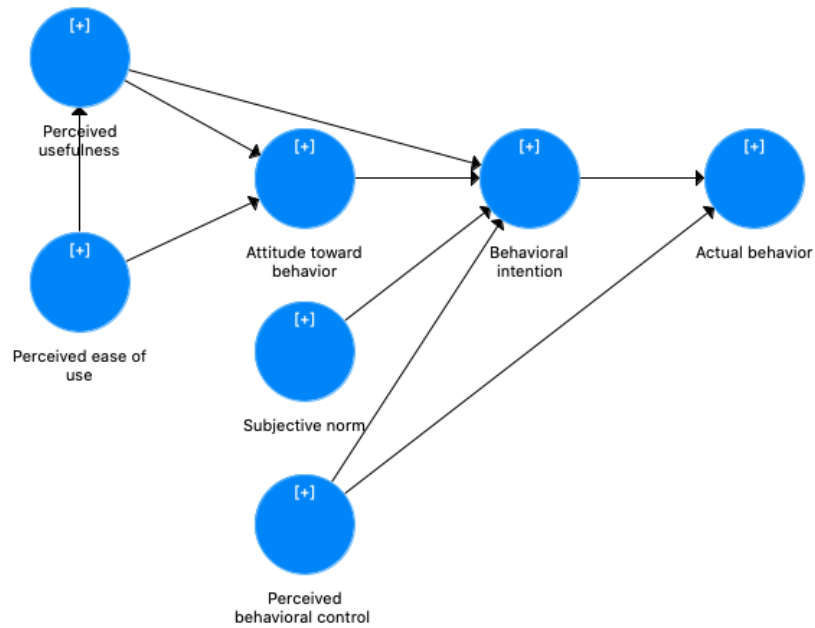 [+]
Perceived
usefulness
[+]
Attitude toward
behavior
[+]
Behavioral
intention
[+]
Actual behavior
[+]
Perceived ease of
use
[+]
Subjective norm
[+]
Perceived
behavioral control